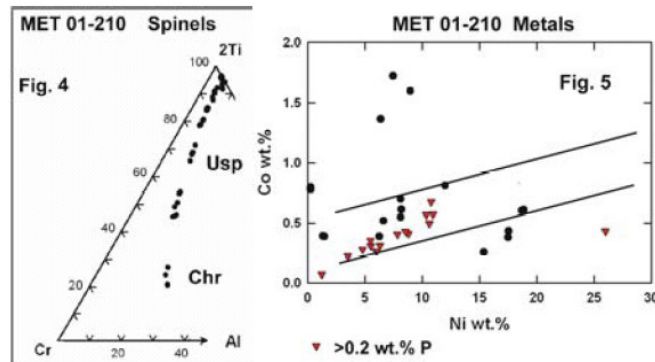 MET 01-210 Spinels
2Ti
100
Fig. 4
80
Usp
60
40
Chr
20
Cr
20
40
Al
MET 01-210 Metals
2.0
Fig. 5
1.5
Co wt.%
1.0
0.5
0.0
0 5 10 15 20 25 30
Ni wt.%
>0.2 wt.% P